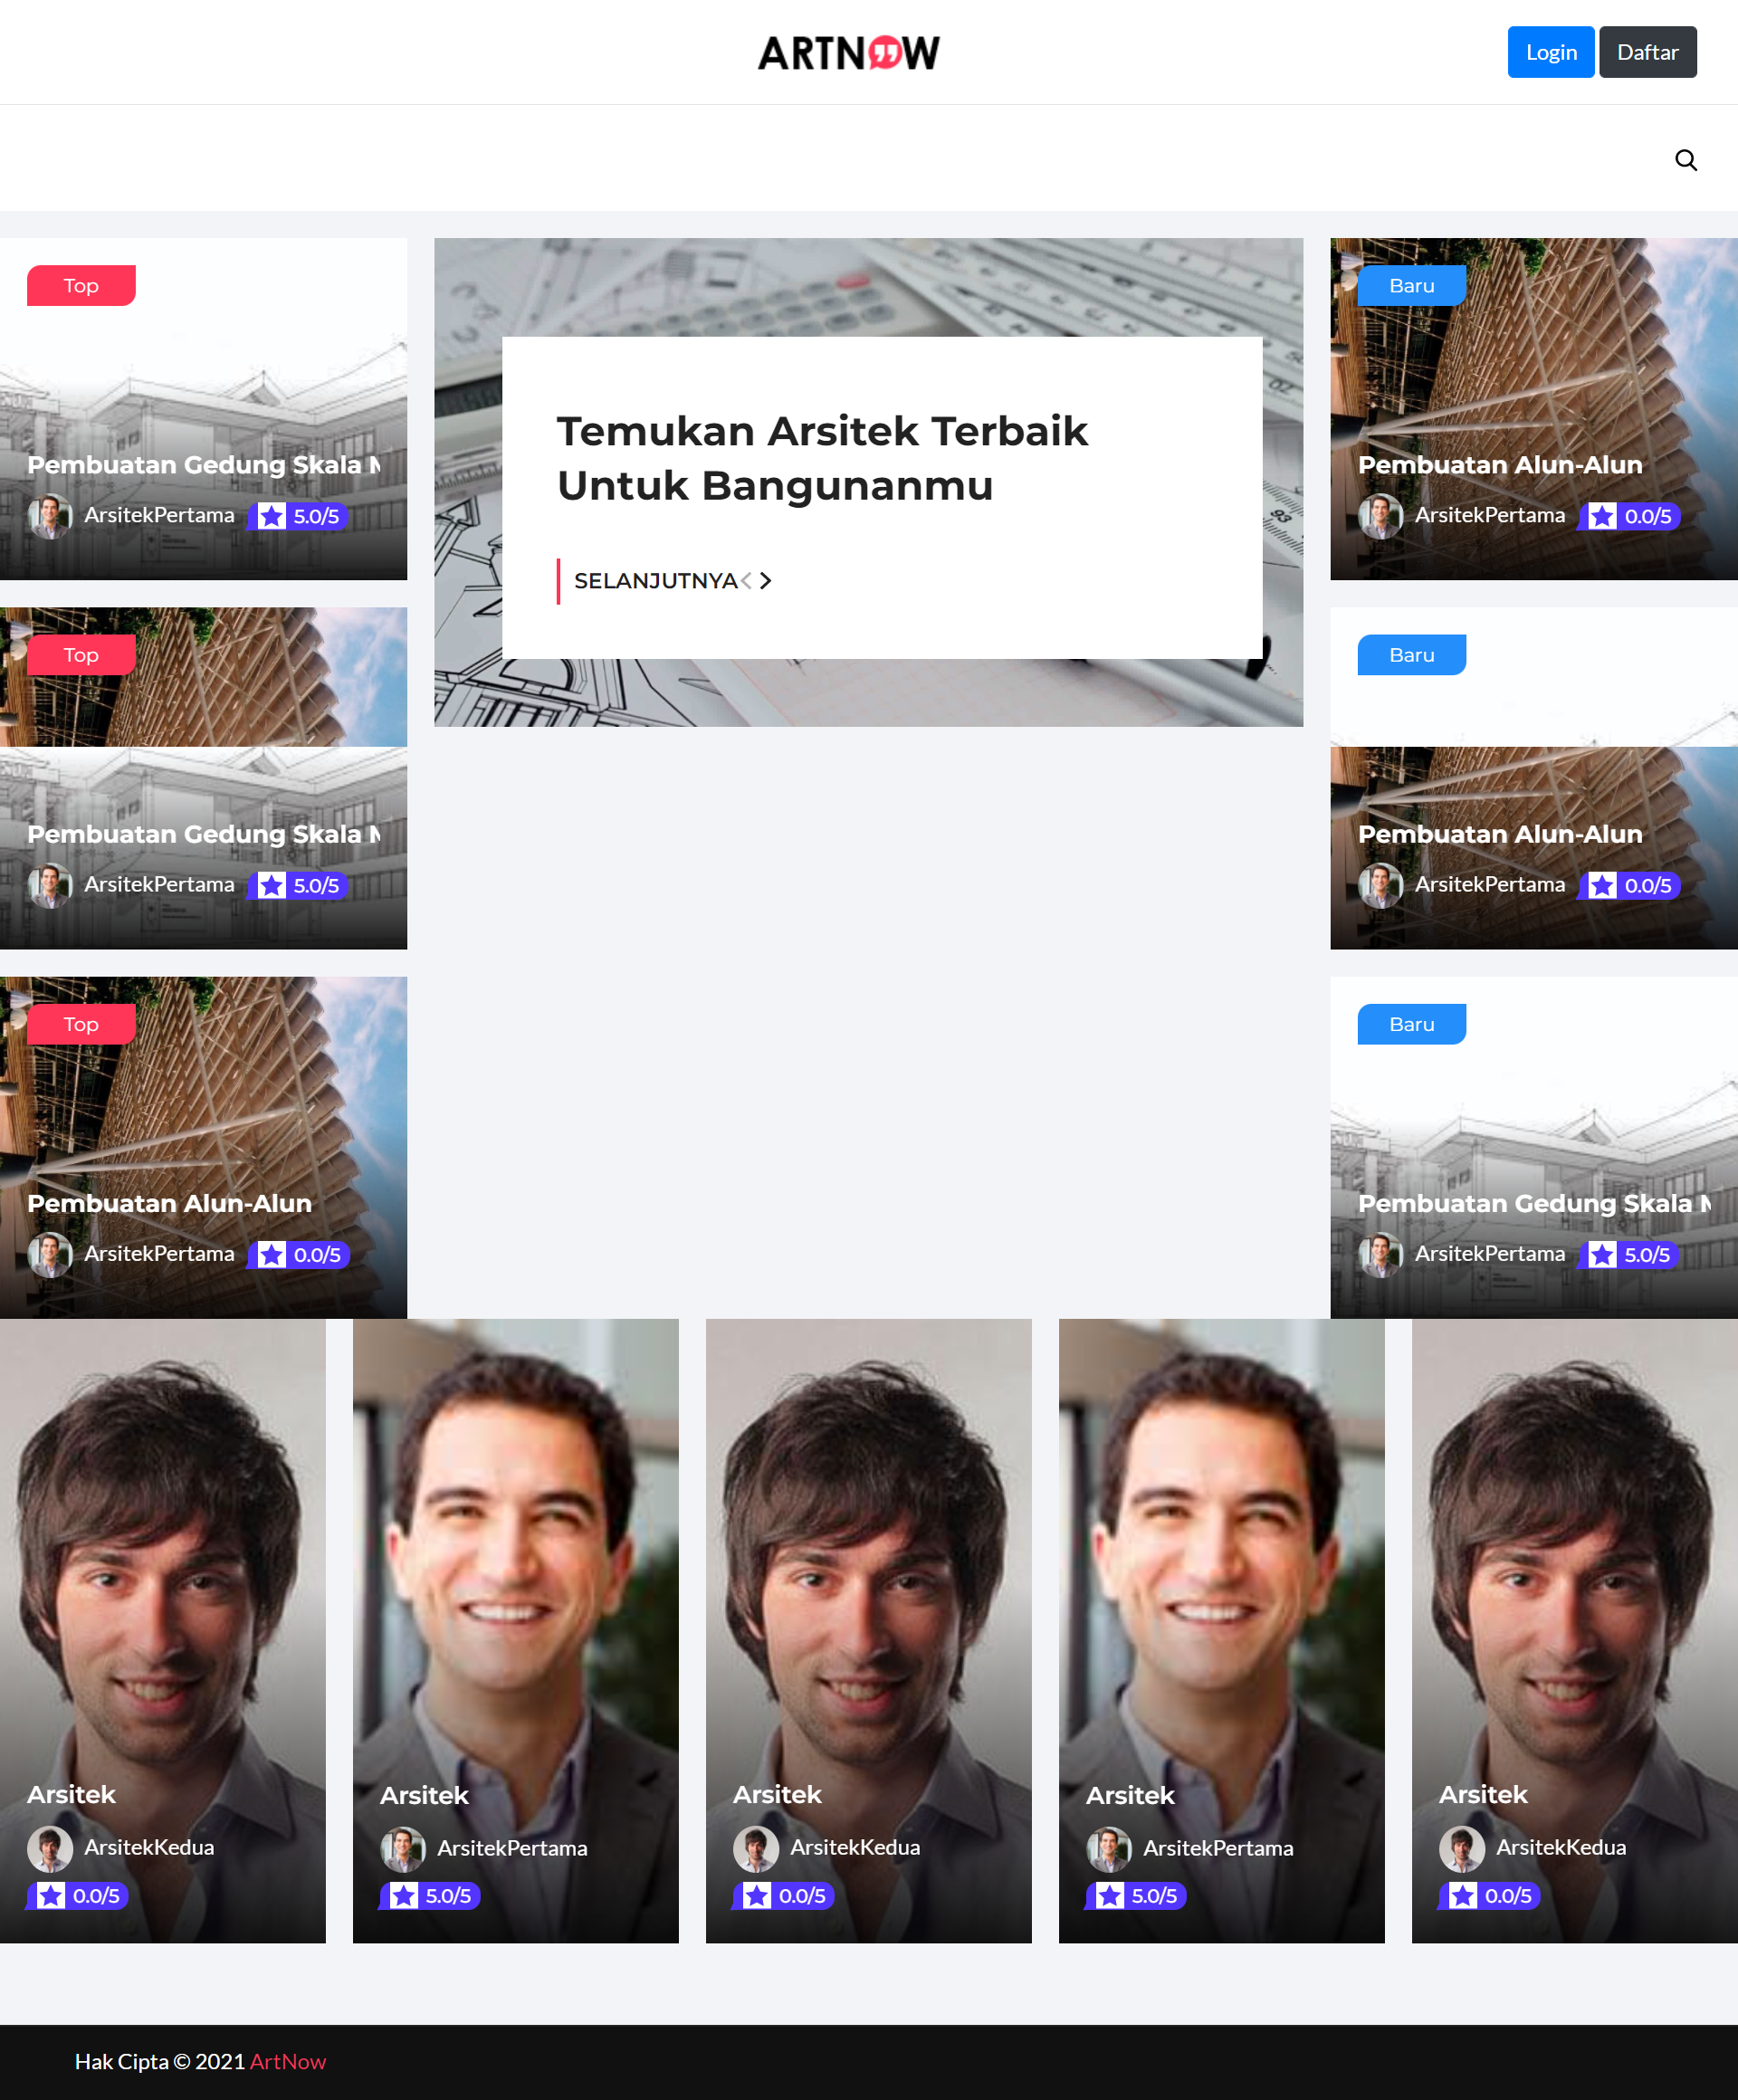 ARTNOW
Login
Daftar
Top
Pembuatan Gedung Skala
ArsitekPertama 5.0/5
Top
Pembuatan Gedung Skala
ArsitekPertama 5.0/5
Top
Pembuatan Alun-Alun
ArsitekPertama 0.0/5
Temukan Arsitek Terbaik
Untuk Bangunanmu
SELANJUTNYA
Baru
Pembuatan Alun-Alun
ArsitekPertama 0.0/5
Baru
Pembuatan Alun-Alun
ArsitekPertama 0.0/5
Baru
Pembuatan Gedung Skala
ArsitekPertama 5.0/5
Arsitek
ArsitekKedua
0.0/5
Arsitek
ArsitekPertama
5.0/5
Arsitek
ArsitekKedua
0.0/5
Arsitek
ArsitekPertama
5.0/5
Arsitek
ArsitekKedua
0.0/5
Hak Cipta © 2021 ArtNow